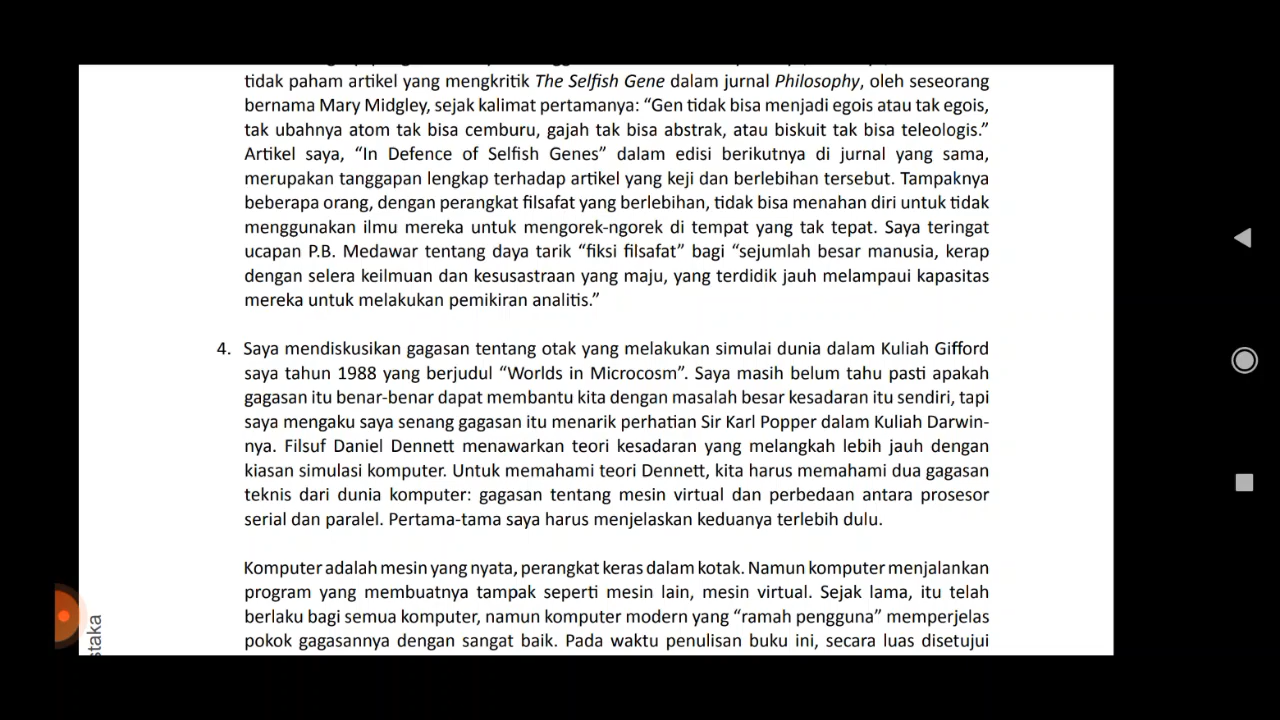 tidak paham artikel yang mengkritik The Selfish Gene dalam jurnal Philosophy, oleh seseorang
bernama Mary Midgley, sejak kalimat pertamanya: “Gen tidak bisa menjadi egois atau tak egois,
tak ubahnya atom tak bisa cemburu, gajah tak bisa abstrak, atau biskuit tak bisa teleologis.”
Artikel saya, “In Defence of Selfish Genes” dalam edisi berikutnya di jurnal yang sama,
merupakan tanggapan lengkap terhadap artikel yang keji dan berlebihan tersebut. Tampaknya
beberapa orang, dengan perangkat filsafat yang berlebihan, tidak bisa menahan diri untuk tidak
menggunakan ilmu mereka untuk mengorek-ngorek di tempat yang tak tepat. Saya teringat
ucapan P.B. Medawar tentang daya tarik “fiksi filsafat” bagi “sejumlah besar manusia, kerap
dengan selera keilmuan dan kesusastraan yang maju, yang terdidik jauh melampaui kapasitas
mereka untuk melakukan pemikiran analitis.”
4. Saya mendiskusikan gagasan tentang otak yang melakukan simulai dunia dalam Kuliah Gifford
saya tahun 1988 yang berjudul “Worlds in Microcosm”. Saya masih belum tahu pasti apakah
gagasan itu benar-benar dapat membantu kita dengan masalah besar kesadaran itu sendiri, tapi
saya mengaku saya senang gagasan itu menarik perhatian Sir Karl Popper dalam Kuliah Darwin-
nya. Filsuf Daniel Dennett menawarkan teori kesadaran yang melangkah lebih jauh dengan
kiasan simulasi komputer. Untuk memahami teori Dennett, kita harus memahami dua gagasan
teknis dari dunia komputer: gagasan tentang mesin virtual dan perbedaan antara prosesor
serial dan paralel. Pertama-tama saya harus menjelaskan keduanya terlebih dulu.
Komputer adalah mesin yang nyata, perangkat keras dalam kotak. Namun komputer menjalankan
program yang membuatnya tampak seperti mesin lain, mesin virtual. Sejak lama, itu telah
berlaku bagi semua komputer, namun komputer modern yang “ramah pengguna” memperjelas
pokok gagasannya dengan sangat baik. Pada waktu penulisan buku ini, secara luas disetujui
staka